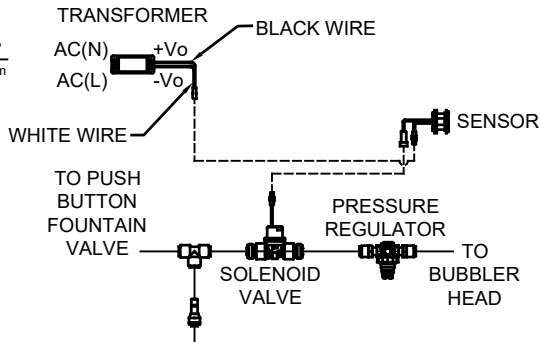 TRANSFORMER
AC(N)
+Vo
BLACK WIRE
AC(L)
-Vo
WHITE WIRE
SENSOR
TO PUSH
BUTTON
FOUNTAIN
VALVE
SOLENOID
VALVE
PRESSURE
REGULATOR
TO
BUBBLER
HEAD